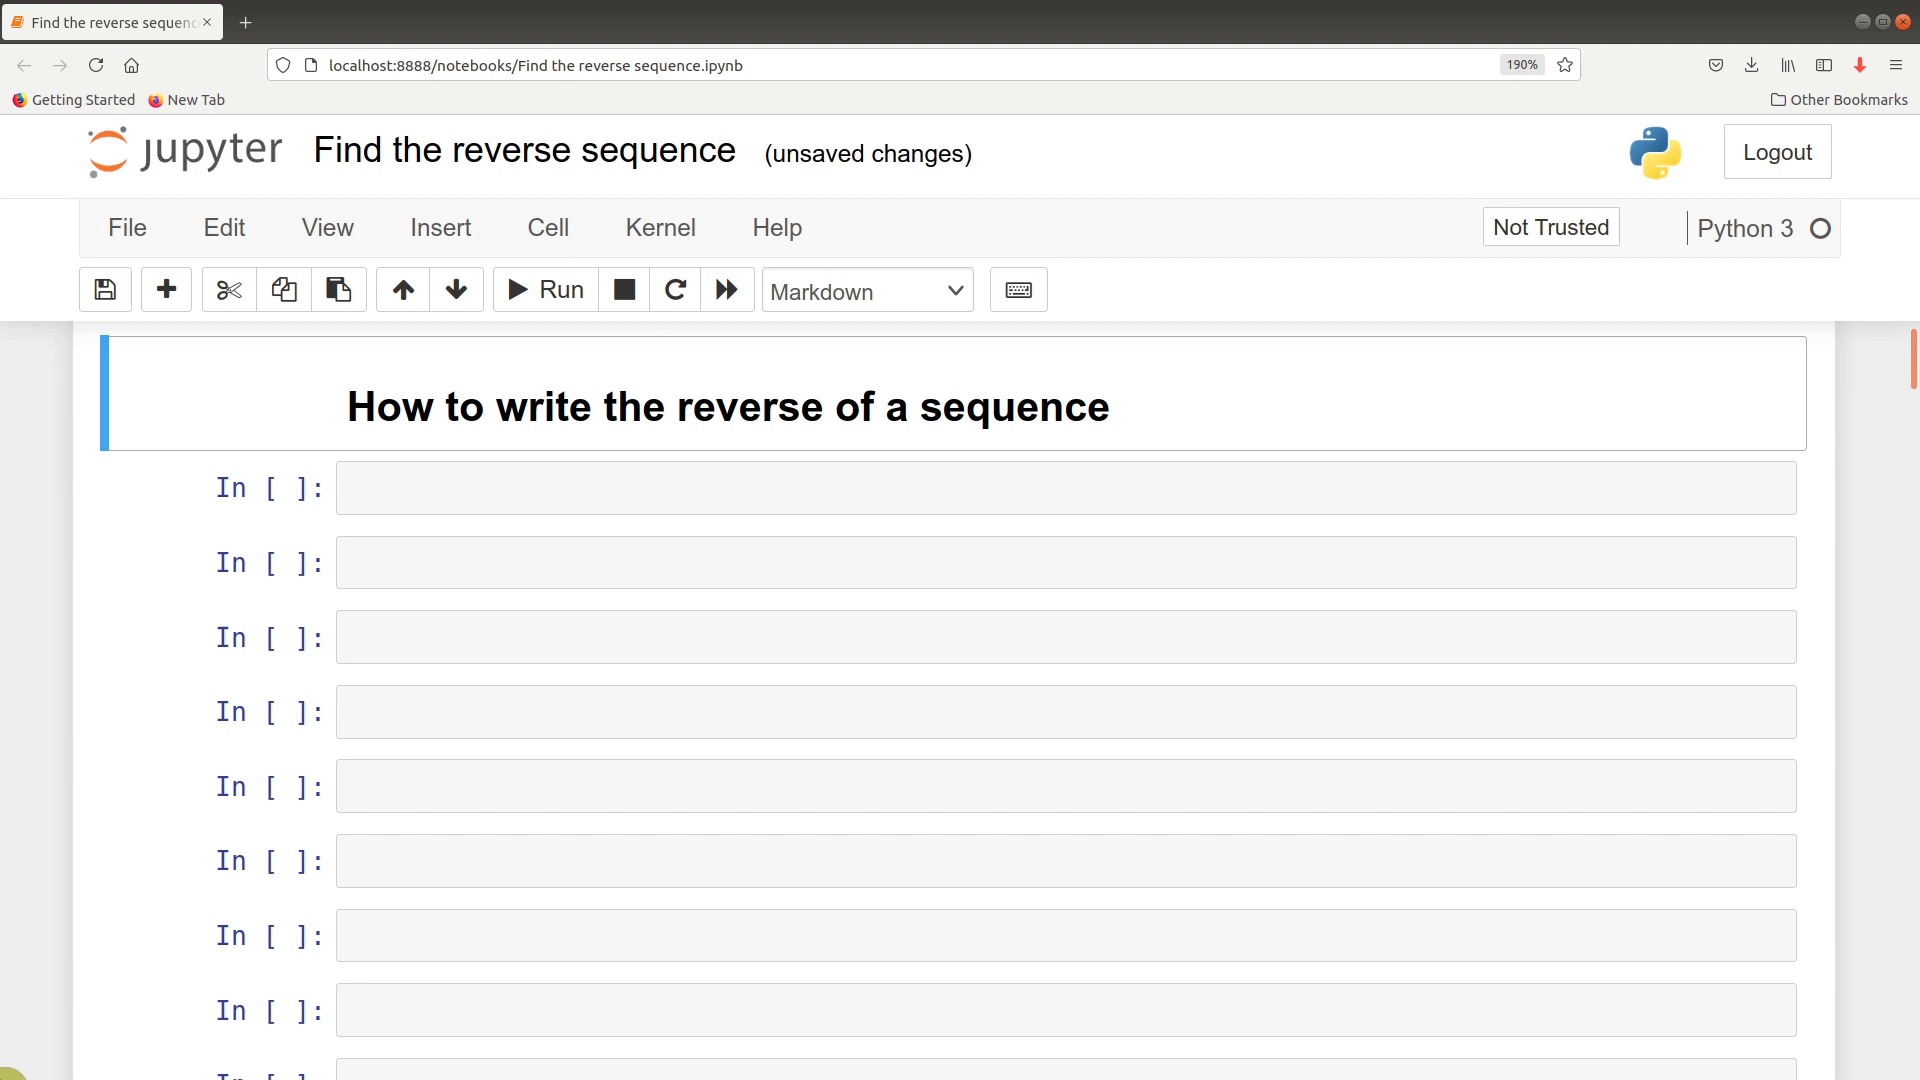 Find the reverse sequenc
localhost:8888/notebooks/Find the reverse sequence.ipynb
190%
Getting Started
New Tab
Other Bookmarks
jupyter
Find the reverse sequence
(unsaved changes)
Logout
File
Edit
View
Insert
Cell
Kernel
Help
Not Trusted
Python 3
Run
Markdown
How to write the reverse of a sequence
In [ ]:
In [ ]:
In [ ]:
In [ ]:
In [ ]:
In [ ]:
In [ ]:
In [ ]: